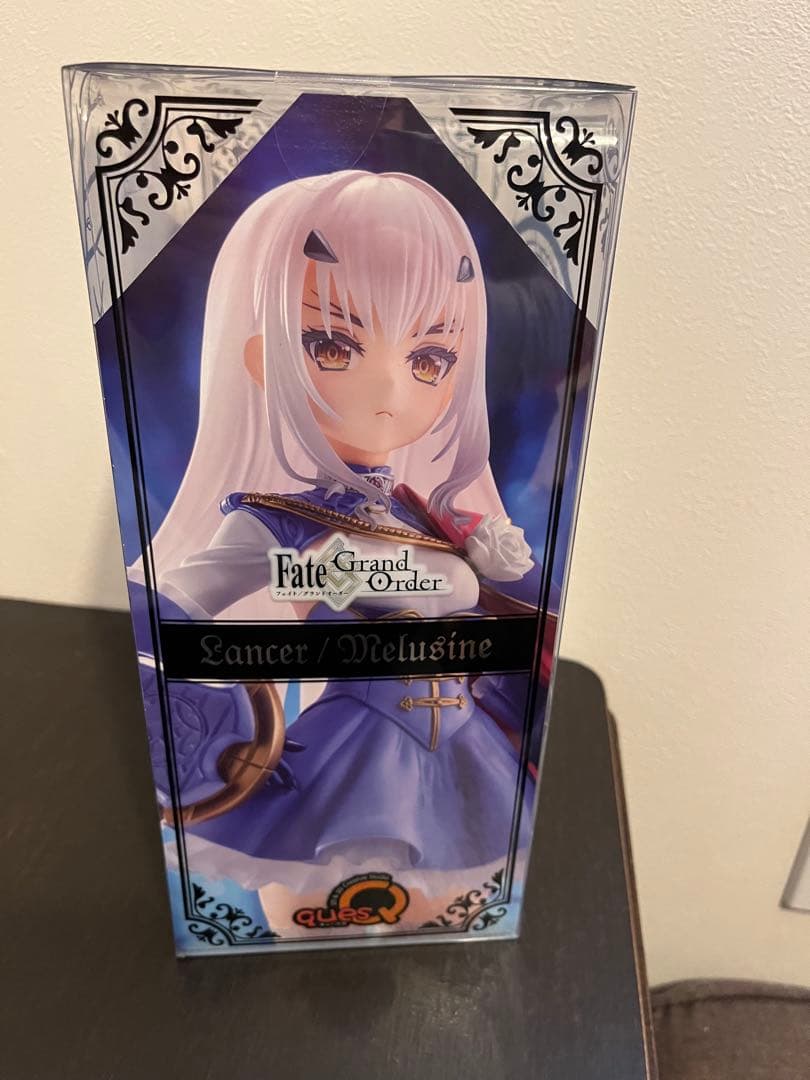 Fate Grand
Order
フェイト/グランドオーダー
Lancer / Melusine
quesQ